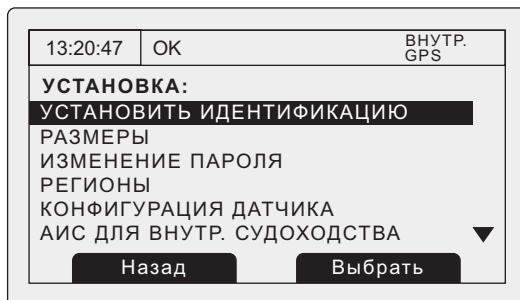 13:20:47 OK ВНУТР. GPS
УСТАНОВКА:
УСТАНОВИТЬ ИДЕНТИФИКАЦИЮ
РАЗМЕРЫ
ИЗМЕНЕНИЕ ПАРОЛЯ
РЕГИОНЫ
КОНФИГУРАЦИЯ ДАТЧИКА
АИС ДЛЯ ВНУТР. СУДОХОДСТВА
Назад Выбрать